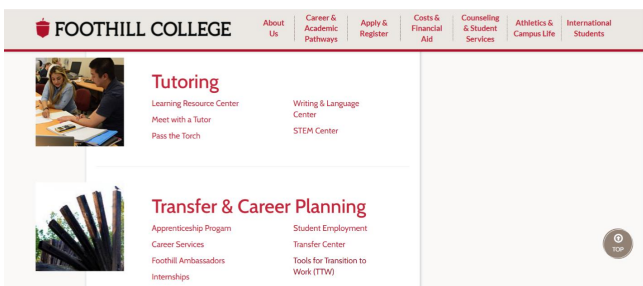 FOOTHILL COLLEGE
About
Us
Career &
Academic
Pathways
Apply &
Register
Costs &
Financial
Aid
Counseling
& Student
Services
Athletics &
Campus Life
International
Students
Tutoring
Learning Resource Center
Meet with a Tutor
Pass the Torch
Writing & Language
Center
STEM Center
Transfer & Career Planning
Apprenticeship Progam
Career Services
Foothill Ambassadors
Internships
Student Employment
Transfer Center
Tools for Transition to
Work (TTW)
TOP